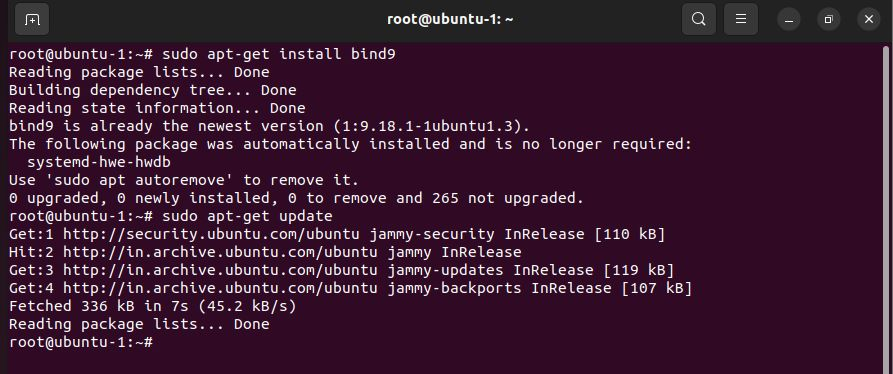 root@ubuntu-1: ~
root@ubuntu-1:~# sudo apt-get install bind9
Reading package lists... Done
Building dependency tree... Done
Reading state information... Done
bind9 is already the newest version (1:9.18.1-1ubuntu1.3).
The following package was automatically installed and is no longer required:
  systemd-hwe-hwdb
Use 'sudo apt autoremove' to remove it.
0 upgraded, 0 newly installed, 0 to remove and 265 not upgraded.
root@ubuntu-1:~# sudo apt-get update
Get:1 http://security.ubuntu.com/ubuntu jammy-security InRelease [110 kB]
Hit:2 http://in.archive.ubuntu.com/ubuntu jammy InRelease
Get:3 http://in.archive.ubuntu.com/ubuntu jammy-updates InRelease [119 kB]
Get:4 http://in.archive.ubuntu.com/ubuntu jammy-backports InRelease [107 kB]
Fetched 336 kB in 7s (45.2 kB/s)
Reading package lists... Done
root@ubuntu-1:~#